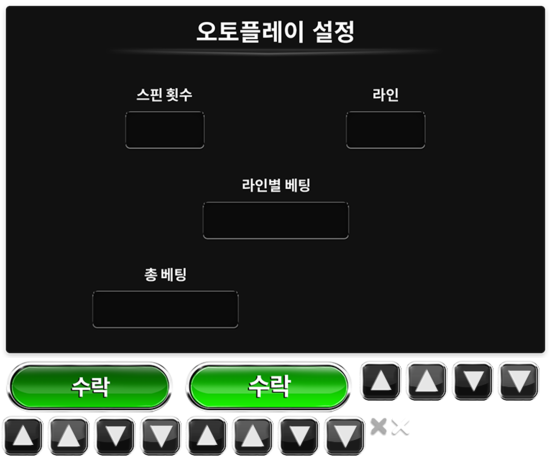 오토플레이 설정
스핀 횟수
라인
라인별 베팅
총 베팅
수락
수락